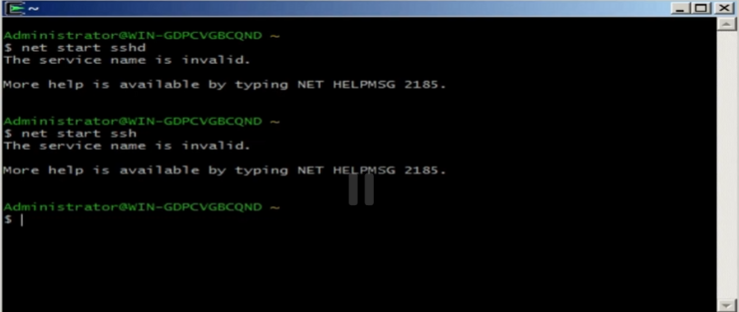 ~
Administrator@WIN-GDPCVGBCQND ~
$ net start sshd
The service name is invalid.
More help is available by typing NET HELPMSG 2185.
Administrator@WIN-GDPCVGBCQND ~
$ net start ssh
The service name is invalid.
More help is available by typing NET HELPMSG 2185.
Administrator@WIN-GDPCVGBCQND ~
$